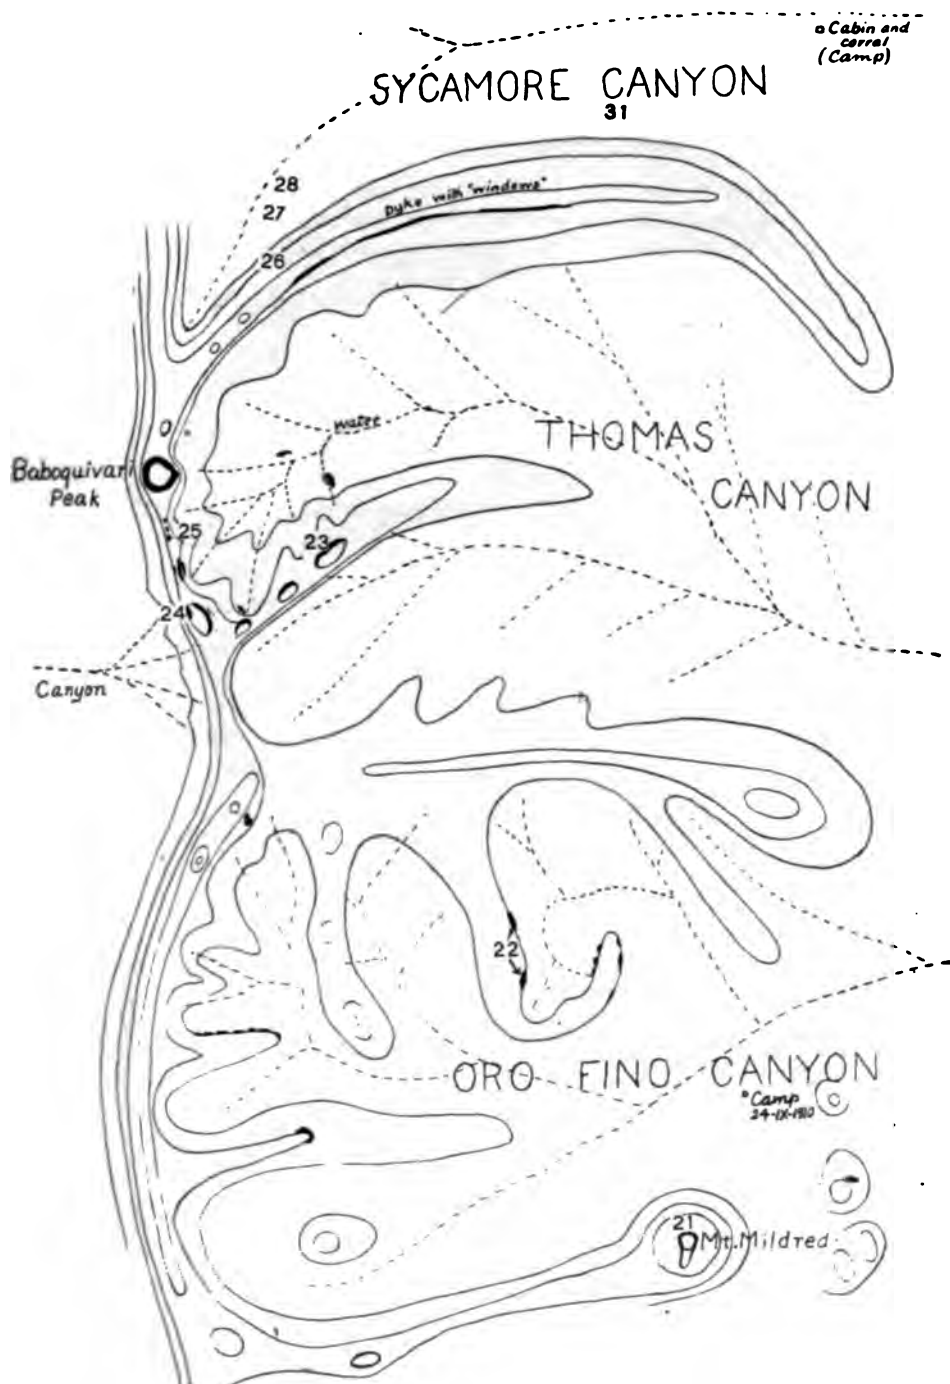 Cabin and
corral
(Camp)
SYCAMORE CANYON
31
28
27
Dyke with "windows"
26
water
THOMAS
CANYON
Baboquivari
Peak
25
23
24
Canyon
22
ORO FINO CANYON
Camp
24-IX-1910
21
Mt. Mildred